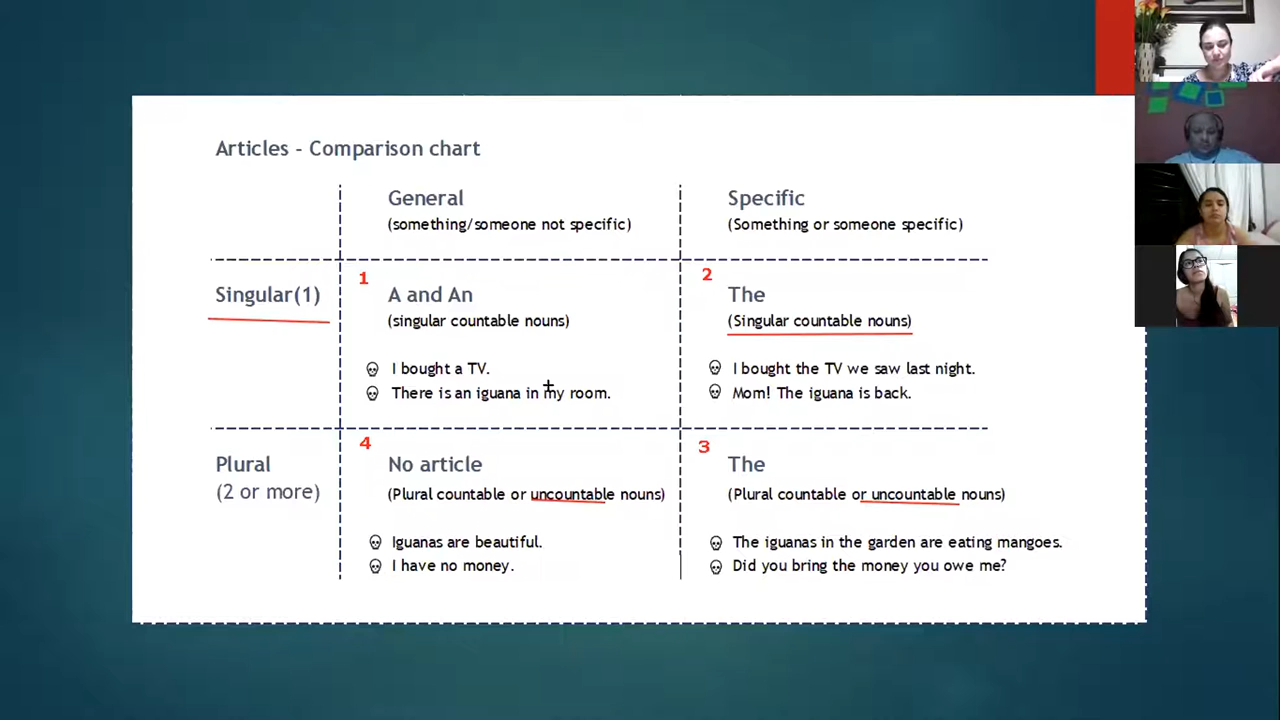 Articles - Comparison chart
General
(something/someone not specific)
Specific
(Something or someone specific)
Singular(1)
1
A and An
(singular countable nouns)
I bought a TV.
There is an iguana in my room.
2
The
(Singular countable nouns)
I bought the TV we saw last night.
Mom! The iguana is back.
Plural
(2 or more)
4
No article
(Plural countable or uncountable nouns)
Iguanas are beautiful.
I have no money.
3
The
(Plural countable or uncountable nouns)
The iguanas in the garden are eating mangoes.
Did you bring the money you owe me?